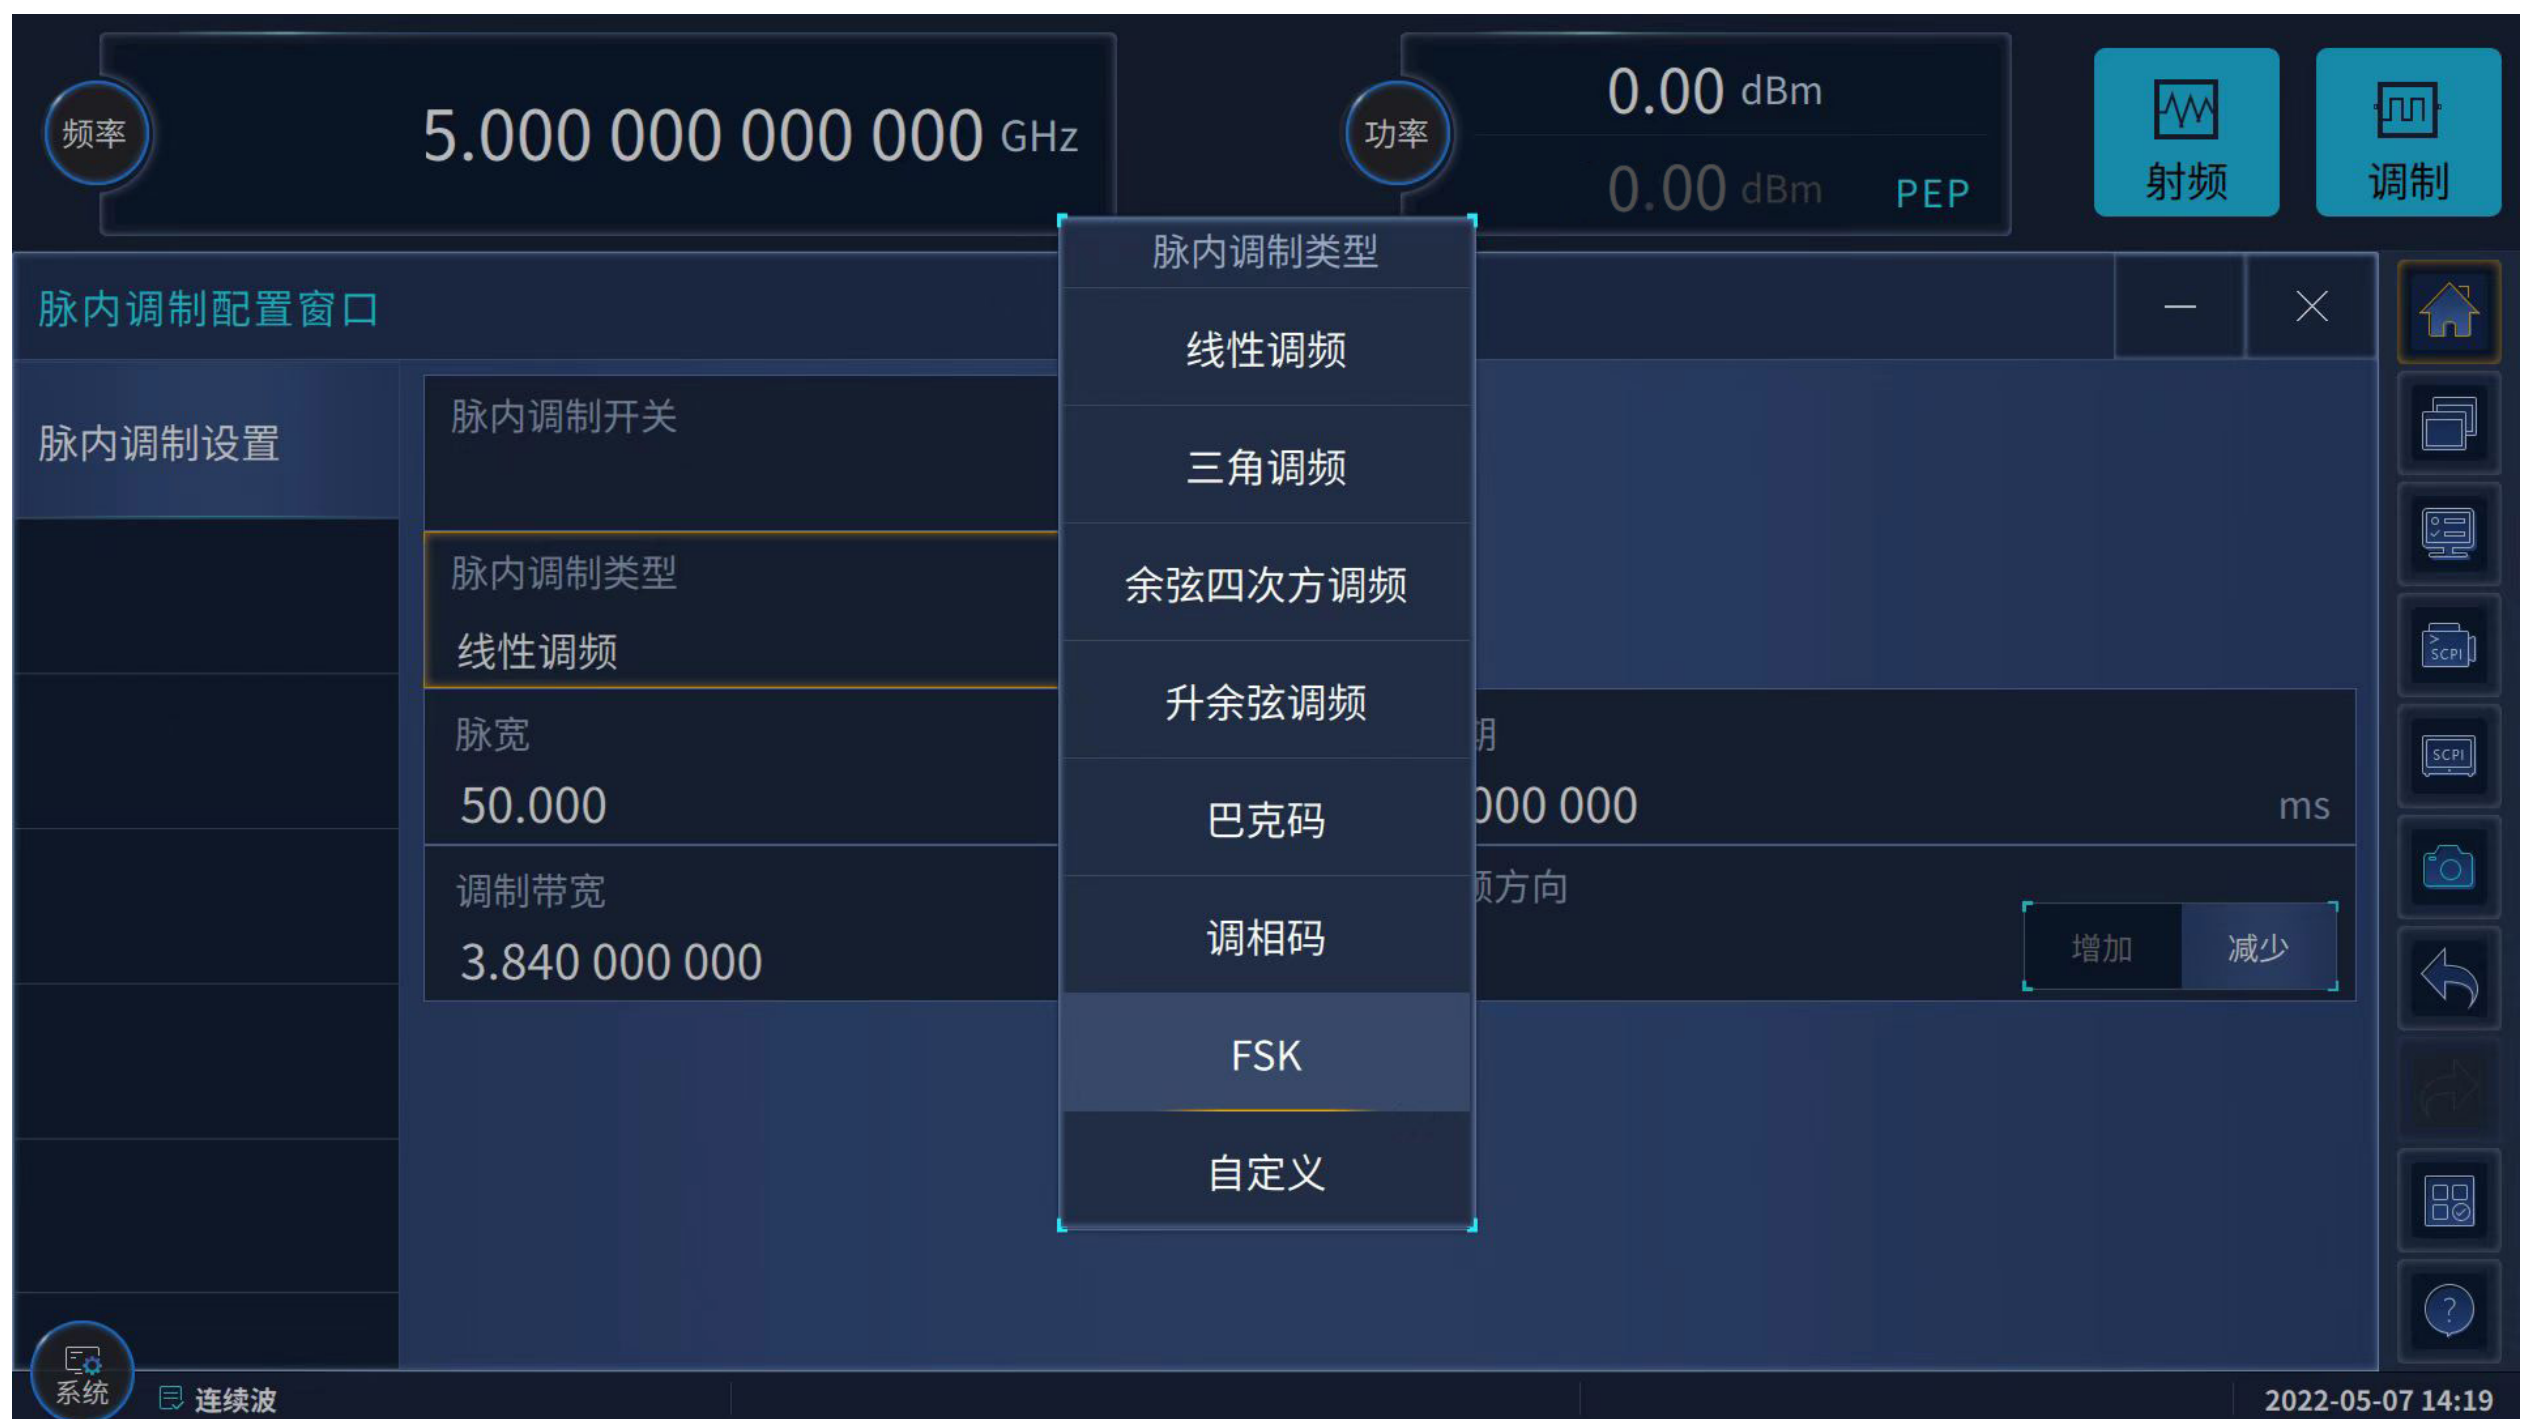 频率
5.000 000 000 000 GHz
功率
0.00 dBm
0.00 dBm PEP
射频
调制
脉内调制配置窗口
脉内调制设置
脉内调制开关
脉内调制类型
线性调频
脉宽
50.000
000 000 ms
调制带宽
3.840 000 000
方向
增加 减少
脉内调制类型
线性调频
三角调频
余弦四次方调频
升余弦调频
巴克码
调相码
FSK
自定义
>
SCPI
SCPI
?
系统
连续波
2022-05-07 14:19